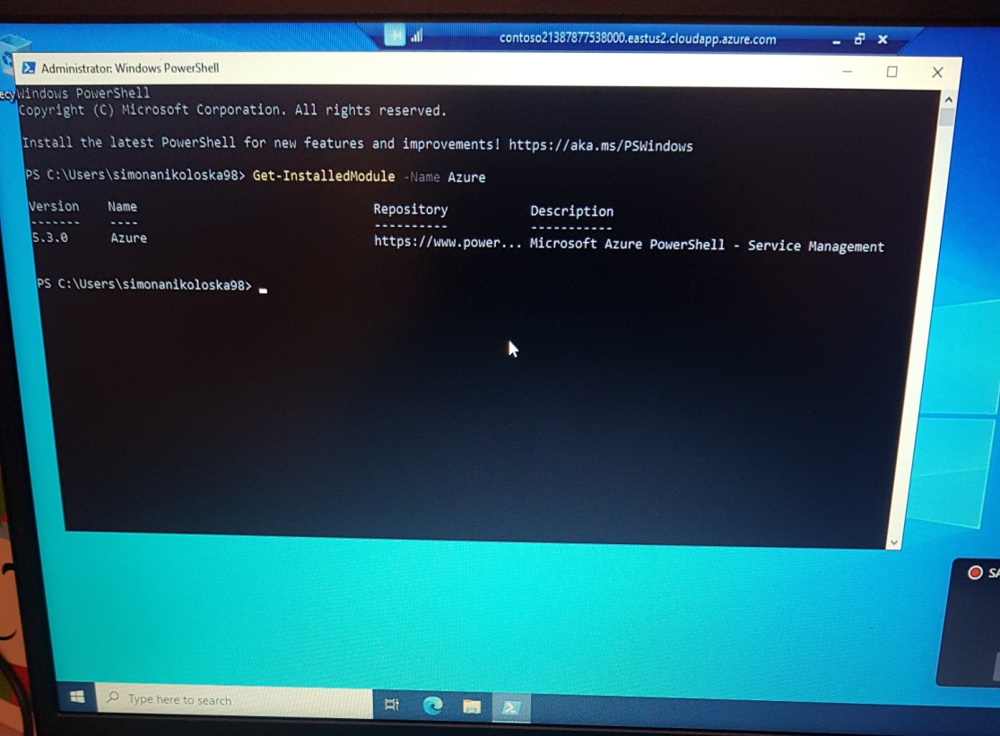 contoso21387877538000.eastus2.cloudapp.azure.com
Administrator: Windows PowerShell
ecy
Windows PowerShell
Copyright (C) Microsoft Corporation. All rights reserved.
Install the latest PowerShell for new features and improvements! https://aka.ms/PSWindows
PS C:\Users\simonanikoloska98> Get-InstalledModule -Name Azure
Version Name Repository Description
------- ---- ---------- -----------
5.3.0 Azure https://www.power... Microsoft Azure PowerShell - Service Management
PS C:\Users\simonanikoloska98>
SA
Type here to search